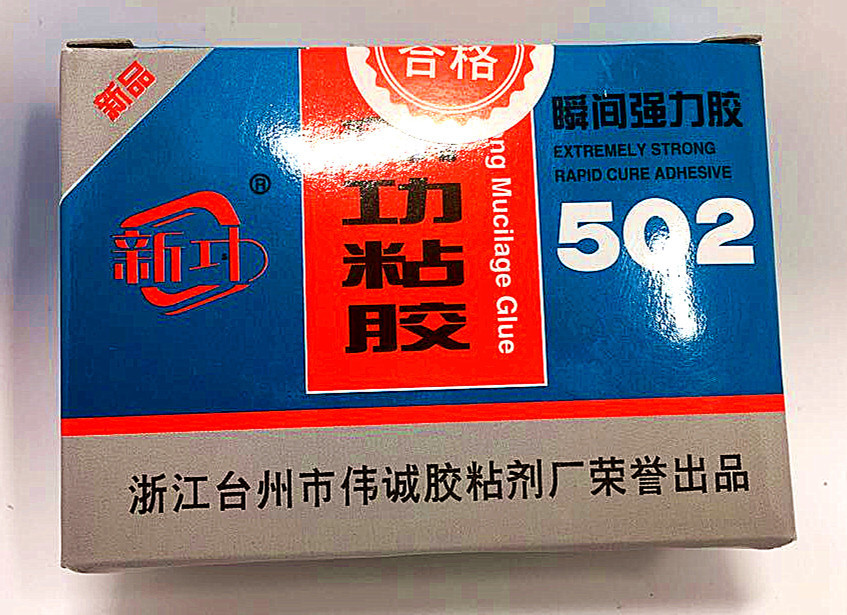 新品
合格
瞬间强力胶
EXTREMELY STRONG
RAPID CURE ADHESIVE
502
新功
®
功粘胶
Mucilage Glue
浙江台州市伟诚胶粘剂厂荣誉出品